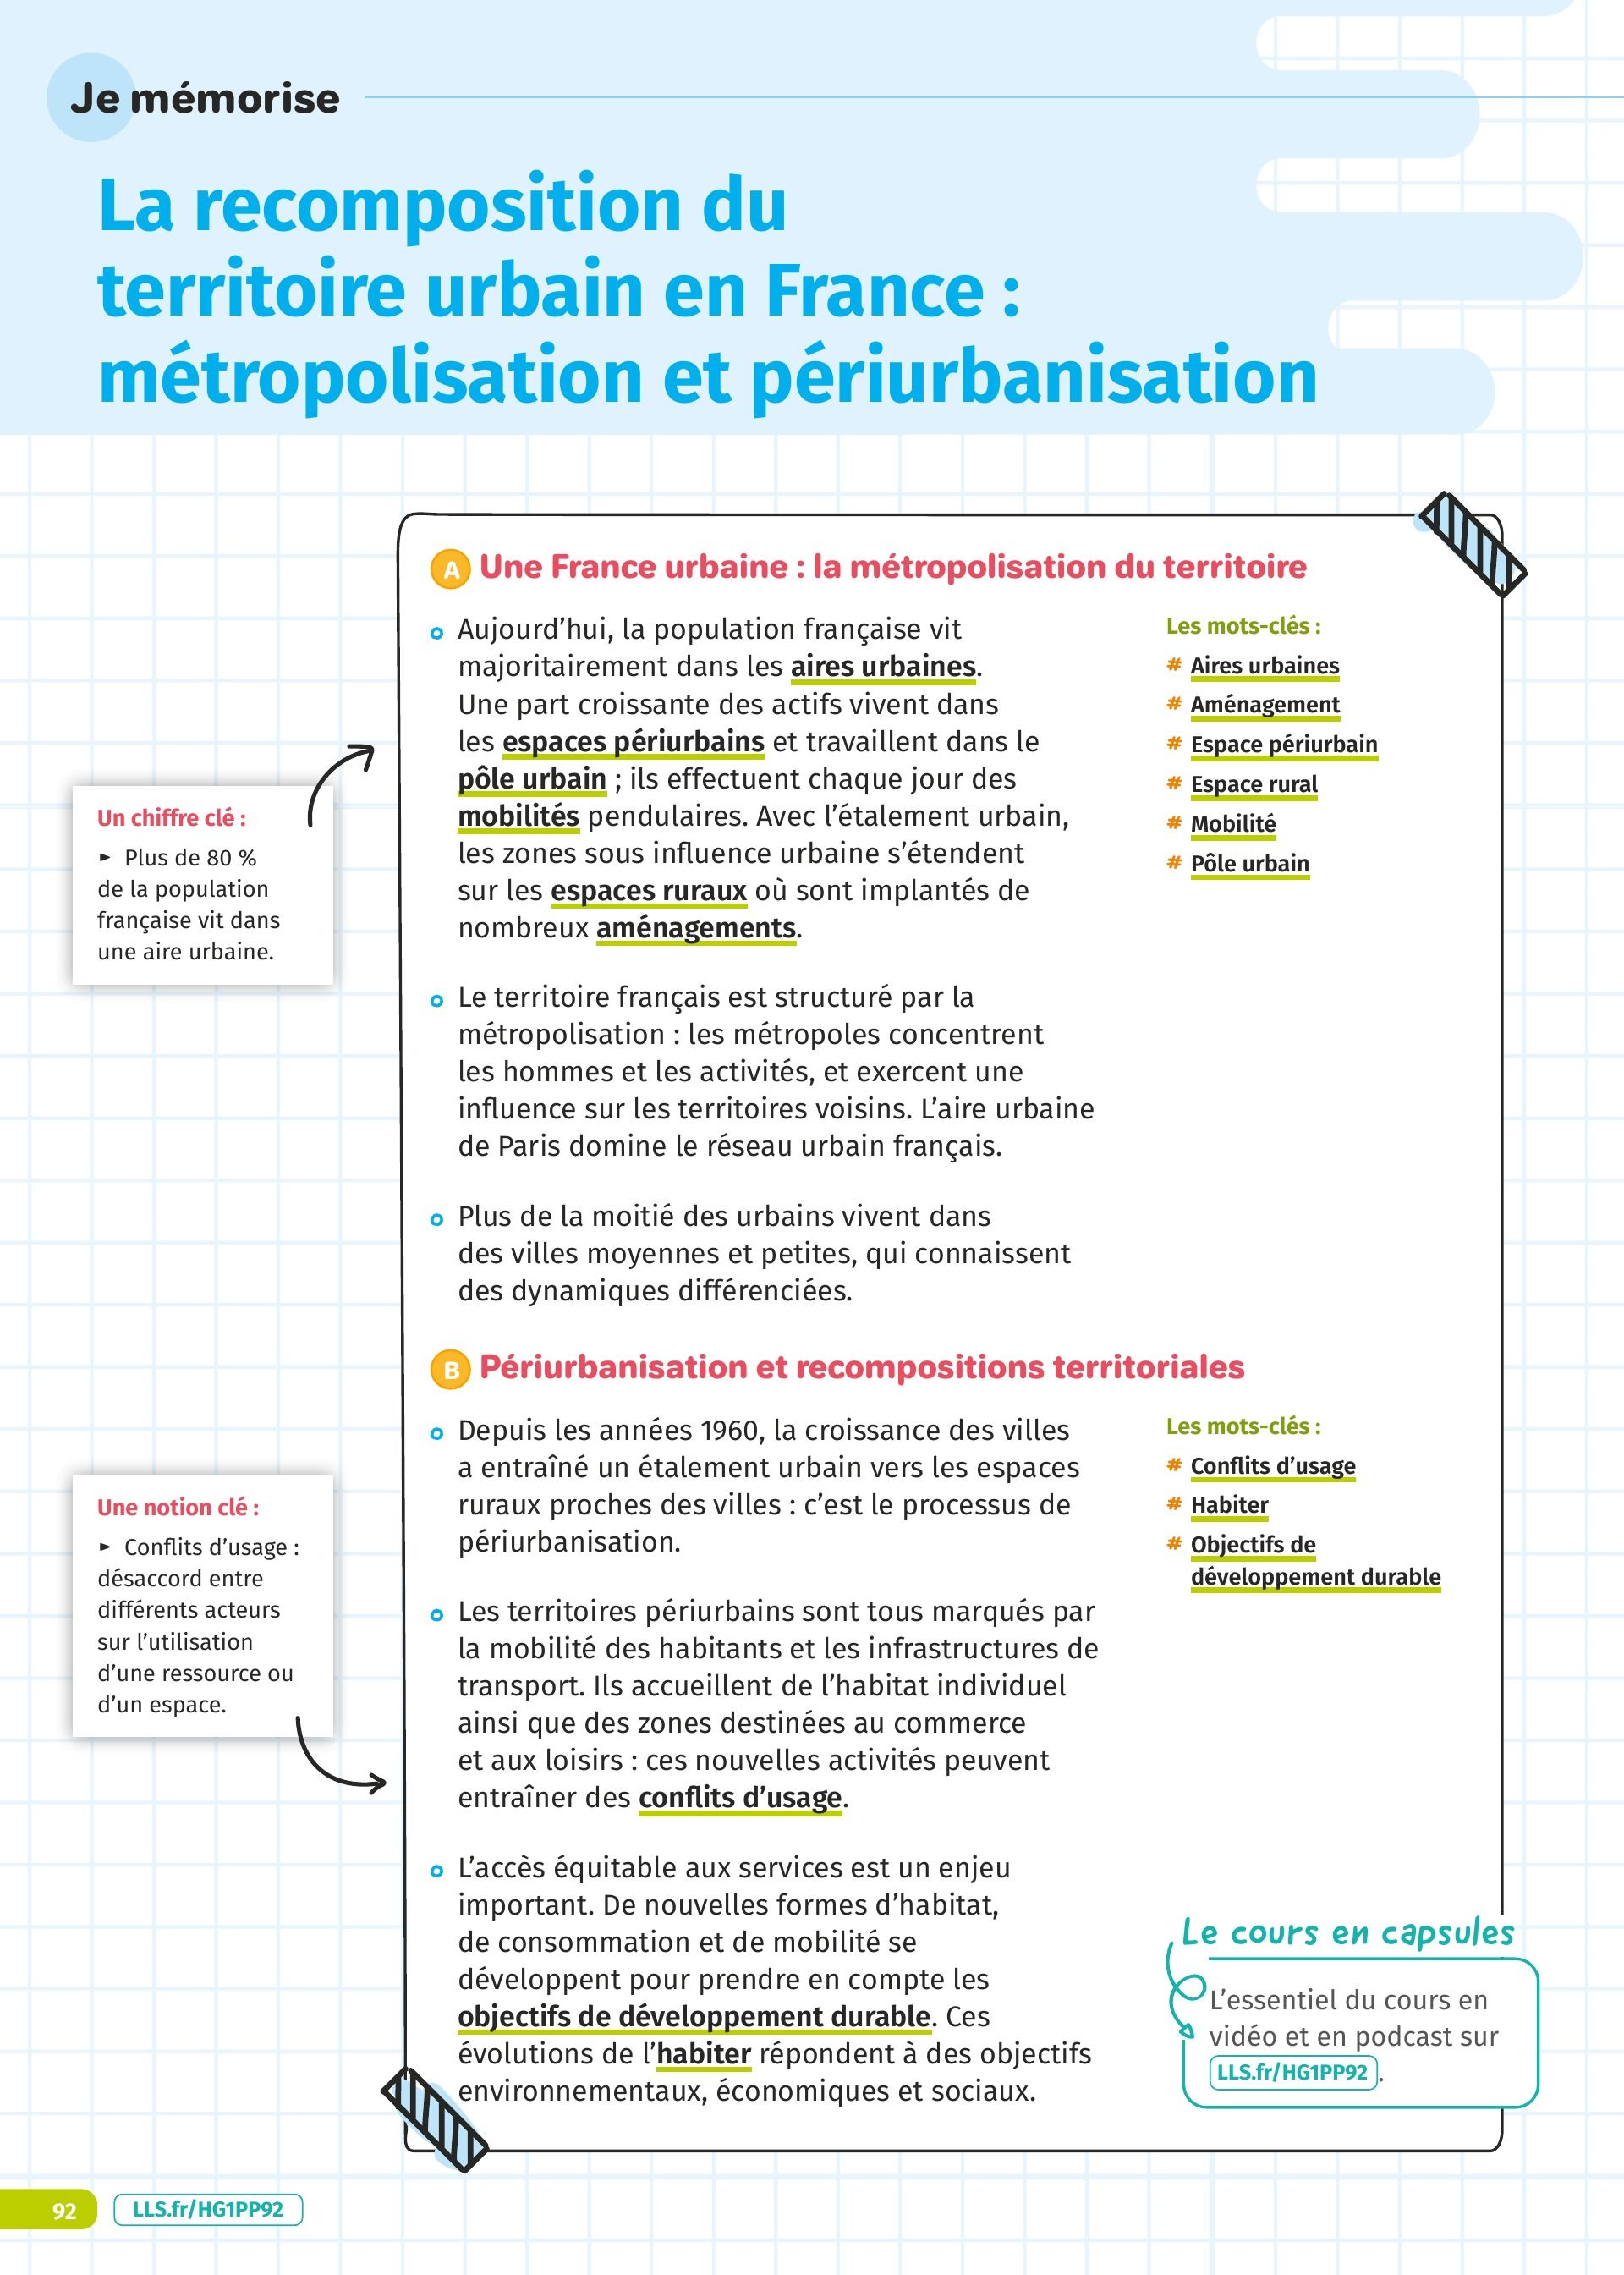 Je mémorise
La recomposition du
territoire urbain en France :
métropolisation et périurbanisation
A Une France urbaine : la métropolisation du territoire
Aujourd’hui, la population française vit
majoritairement dans les aires urbaines.
Une part croissante des actifs vivent dans
les espaces périurbains et travaillent dans le
pôle urbain ; ils effectuent chaque jour des
mobilités pendulaires. Avec l’étalement urbain,
les zones sous influence urbaine s’étendent
sur les espaces ruraux où sont implantés de
nombreux aménagements.
Les mots-clés :
# Aires urbaines
# Aménagement
# Espace périurbain
# Espace rural
# Mobilité
# Pôle urbain
Un chiffre clé :
► Plus de 80 %
de la population
française vit dans
une aire urbaine.
Le territoire français est structuré par la
métropolisation : les métropoles concentrent
les hommes et les activités, et exercent une
influence sur les territoires voisins. L’aire urbaine
de Paris domine le réseau urbain français.
Plus de la moitié des urbains vivent dans
des villes moyennes et petites, qui connaissent
des dynamiques différenciées.
B Périurbanisation et recompositions territoriales
Depuis les années 1960, la croissance des villes
a entraîné un étalement urbain vers les espaces
ruraux proches des villes : c’est le processus de
périurbanisation.
Les mots-clés :
# Conflits d’usage
# Habiter
# Objectifs de
développement durable
Une notion clé :
► Conflits d’usage :
désaccord entre
différents acteurs
sur l’utilisation
d’une ressource ou
d’un espace.
Les territoires périurbains sont tous marqués par
la mobilité des habitants et les infrastructures de
transport. Ils accueillent de l’habitat individuel
ainsi que des zones destinées au commerce
et aux loisirs : ces nouvelles activités peuvent
entraîner des conflits d’usage.
L’accès équitable aux services est un enjeu
important. De nouvelles formes d’habitat,
de consommation et de mobilité se
développent pour prendre en compte les
objectifs de développement durable. Ces
évolutions de l’habiter répondent à des objectifs
environnementaux, économiques et sociaux.
Le cours en capsules
L’essentiel du cours en
vidéo et en podcast sur
LLS.fr/HG1PP92.
92 LLS.fr/HG1PP92